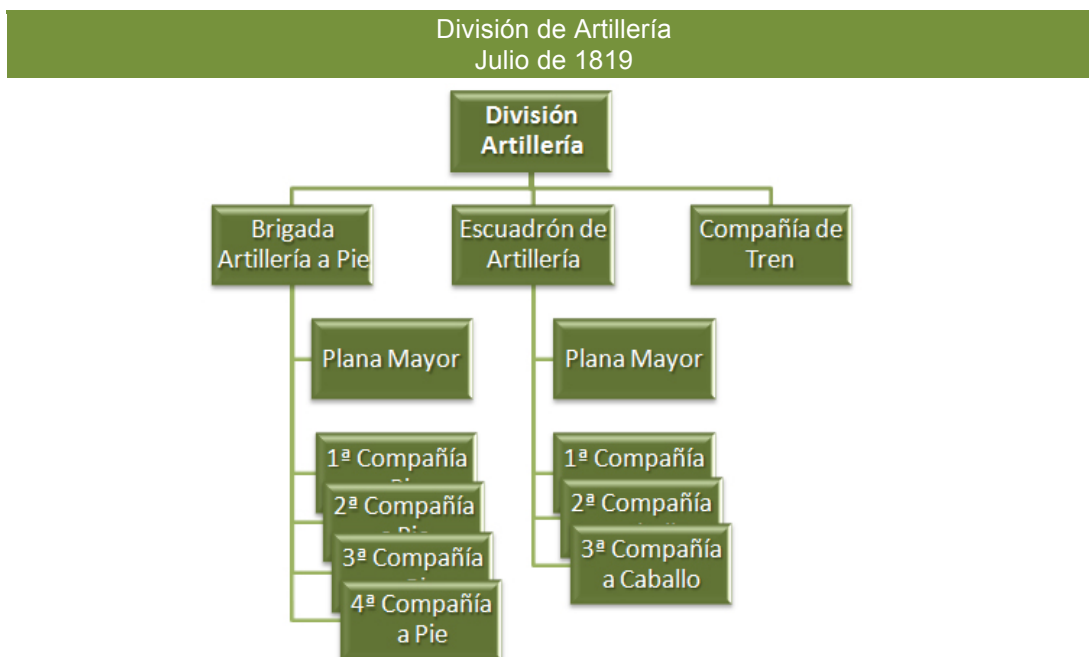 División de Artillería
Julio de 1819
División
Artillería
Brigada
Artillería a Pie
Escuadrón de
Artillería
Compañía de
Tren
Plana Mayor
Plana Mayor
1ª Compañía
2ª Compañía
3ª Compañía
4ª Compañía
a Pie
1ª Compañía
2ª Compañía
3ª Compañía
a Caballo